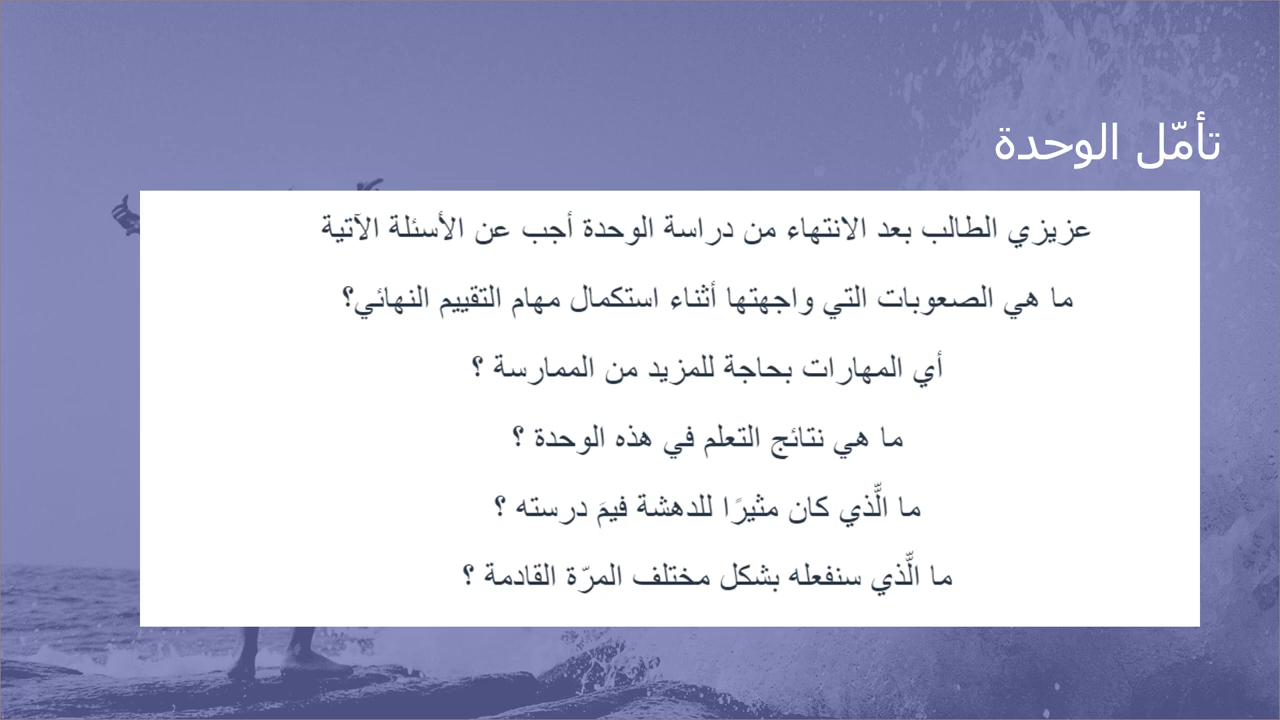 تأمّل الوحدة
عزيزي الطالب بعد الانتهاء من دراسة الوحدة أجب عن الأسئلة الآتية
ما هي الصعوبات التي واجهتها أثناء استكمال مهام التقييم النهائي؟
أي المهارات بحاجة للمزيد من الممارسة ؟
ما هي نتائج التعلم في هذه الوحدة ؟
ما الَّذي كان مثيرًا للدهشة فيمَ درسته ؟
ما الَّذي سنفعله بشكل مختلف المرّة القادمة ؟